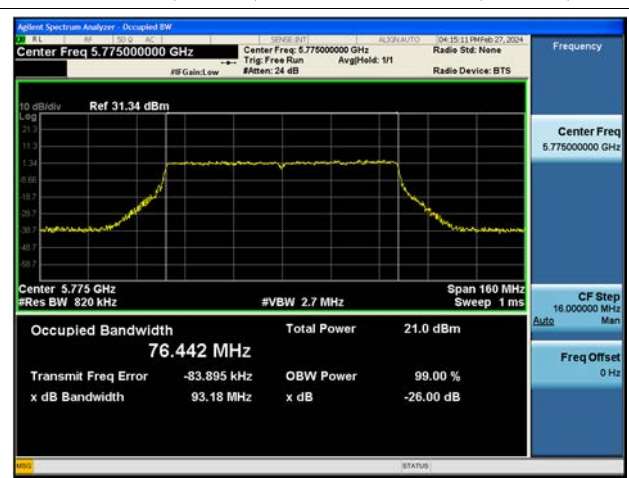 Agilent Spectrum Analyzer - Occupied BW
RL RF 50 Ω AC SENSE:INT ALIGN AUTO 04:15:11 PM Feb 27, 2024
Center Freq 5.775000000 GHz Center Freq: 5.775000000 GHz Radio Std: None Frequency
Trig: Free Run Avg|Hold: 1/1
#IFGain:Low #Atten: 24 dB Radio Device: BTS
10 dB/div Ref 31.34 dBm
Log
21.3
11.3
1.34
-8.66
-18.7
-28.7
-38.7
-48.7
-58.7
Center Freq
5.775000000 GHz
Center 5.775 GHz Span 160 MHz
#Res BW 820 kHz #VBW 2.7 MHz Sweep 1 ms
CF Step
16.000000 MHz
Auto Man
Occupied Bandwidth Total Power 21.0 dBm
76.442 MHz
Freq Offset
0 Hz
Transmit Freq Error -83.895 kHz OBW Power 99.00 %
x dB Bandwidth 93.18 MHz x dB -26.00 dB
MSG STATUS